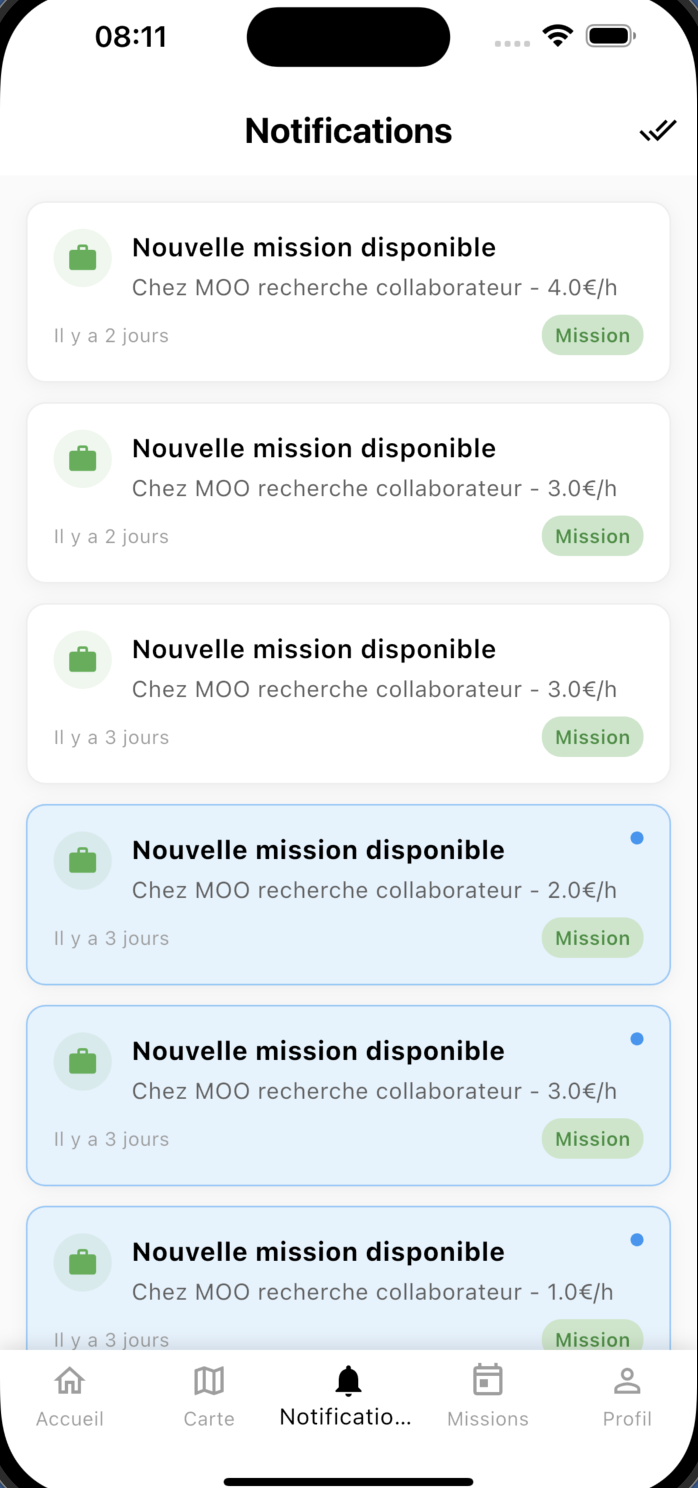 08:11
Notifications
Nouvelle mission disponible
Chez MOO recherche collaborateur - 4.0€/h
Il y a 2 jours
Mission
Nouvelle mission disponible
Chez MOO recherche collaborateur - 3.0€/h
Il y a 2 jours
Mission
Nouvelle mission disponible
Chez MOO recherche collaborateur - 3.0€/h
Il y a 3 jours
Mission
Nouvelle mission disponible
Chez MOO recherche collaborateur - 2.0€/h
Il y a 3 jours
Mission
Nouvelle mission disponible
Chez MOO recherche collaborateur - 3.0€/h
Il y a 3 jours
Mission
Nouvelle mission disponible
Chez MOO recherche collaborateur - 1.0€/h
Il y a 3 jours
Mission
Accueil
Carte
Notificatio...
Missions
Profil